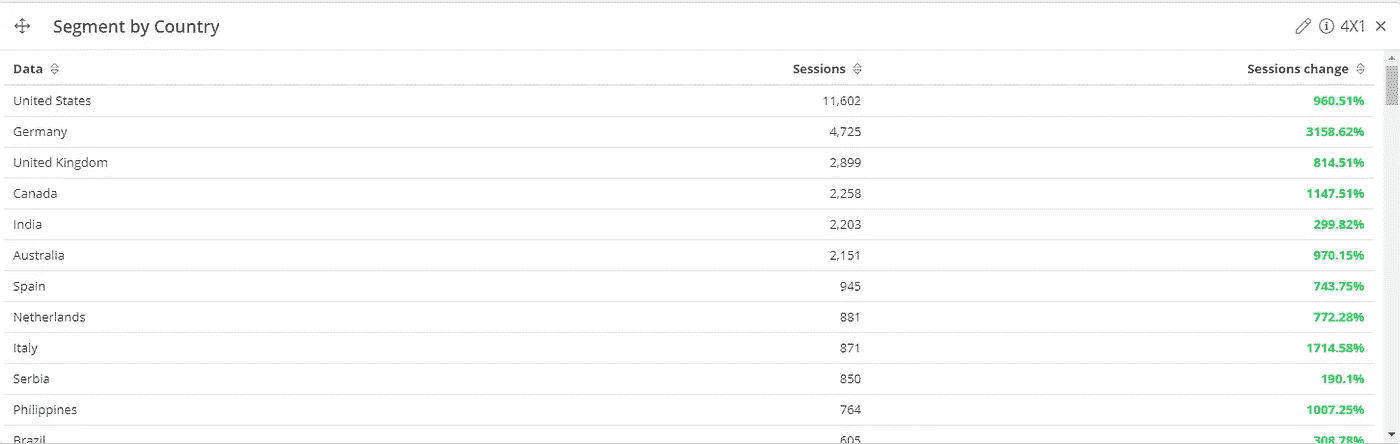 Segment by Country 4X1
Data Sessions Sessions change
United States 11,602 960.51%
Germany 4,725 3158.62%
United Kingdom 2,899 814.51%
Canada 2,258 1147.51%
India 2,203 299.82%
Australia 2,151 970.15%
Spain 945 743.75%
Netherlands 881 772.28%
Italy 871 1714.58%
Serbia 850 190.1%
Philippines 764 1007.25%
Brazil 605 308.78%